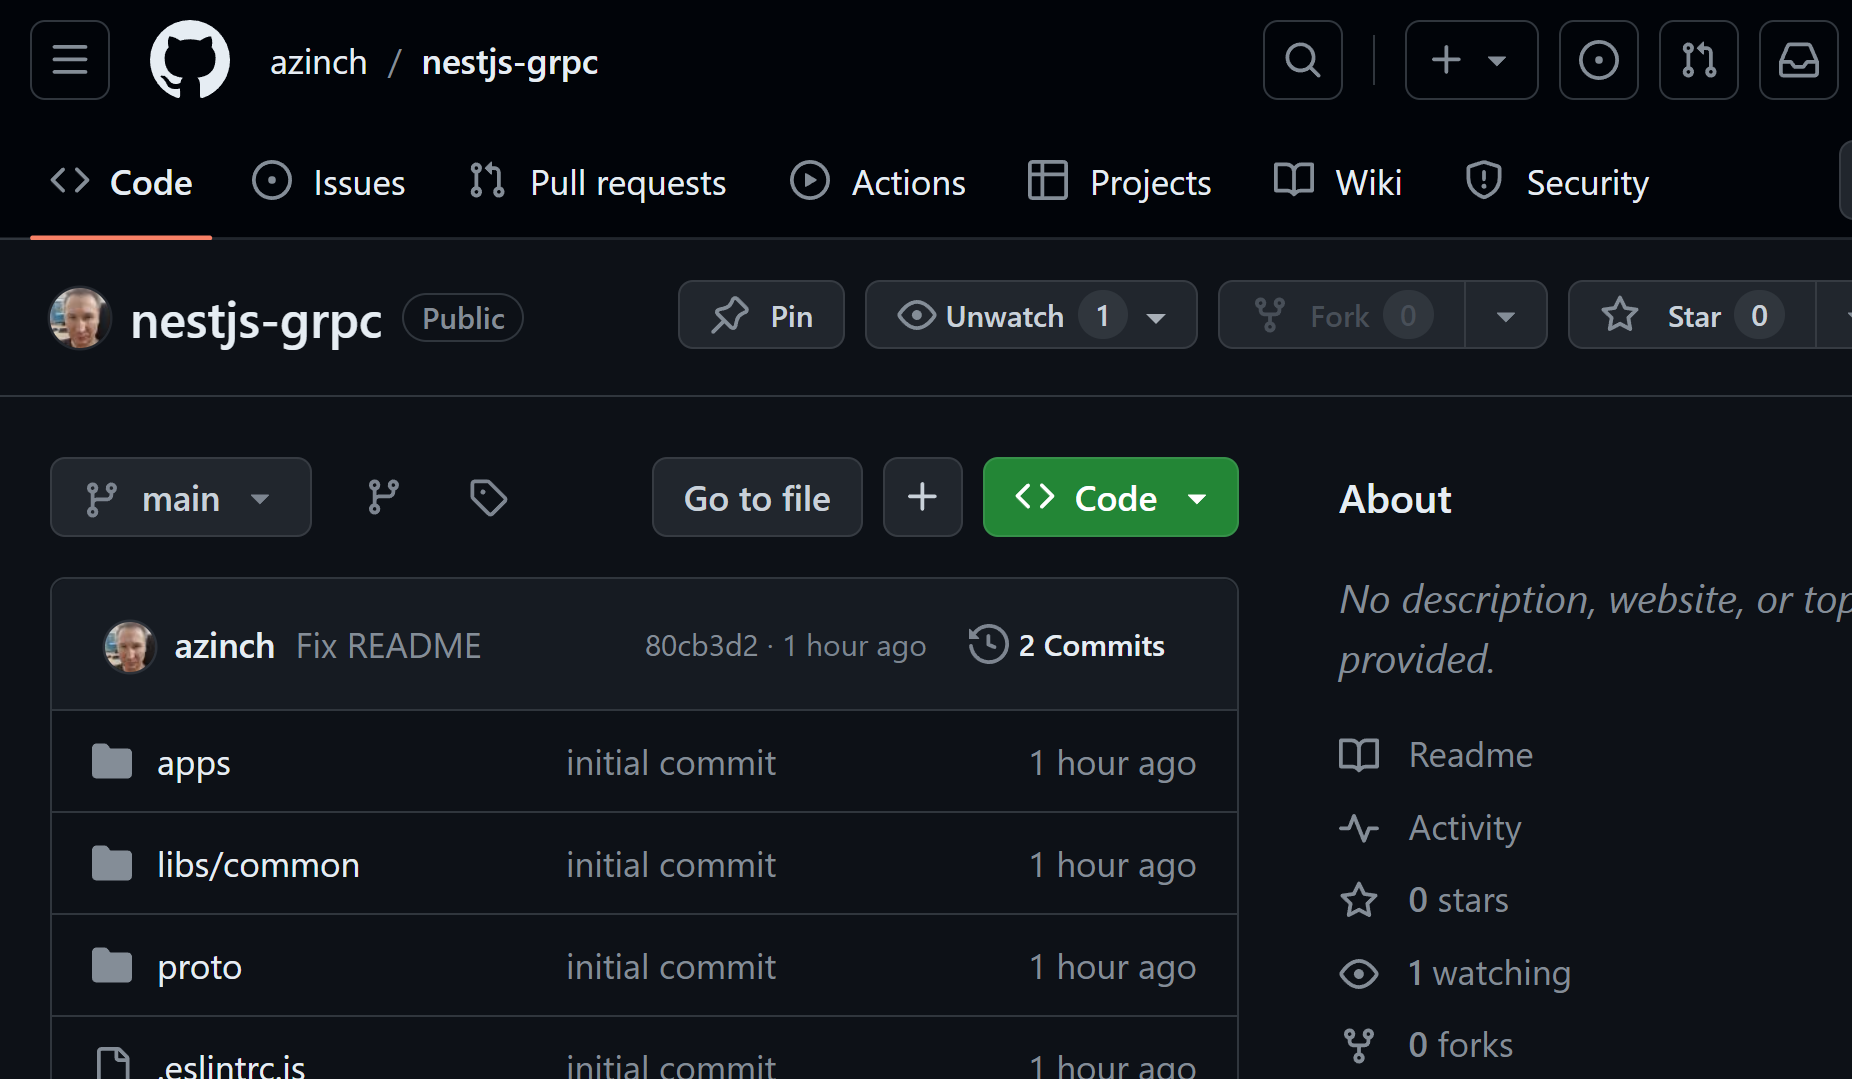 azinch / nestjs-grpc
Code Issues Pull requests Actions Projects Wiki Security
nestjs-grpc Public Pin Unwatch 1 Fork 0 Star 0
main Go to file Code
About
No description, website, or top
provided.
azinch Fix README 80cb3d2 · 1 hour ago 2 Commits
apps initial commit 1 hour ago
libs/common initial commit 1 hour ago
proto initial commit 1 hour ago
.eslintrc.js initial commit 1 hour ago
Readme
Activity
0 stars
1 watching
0 forks